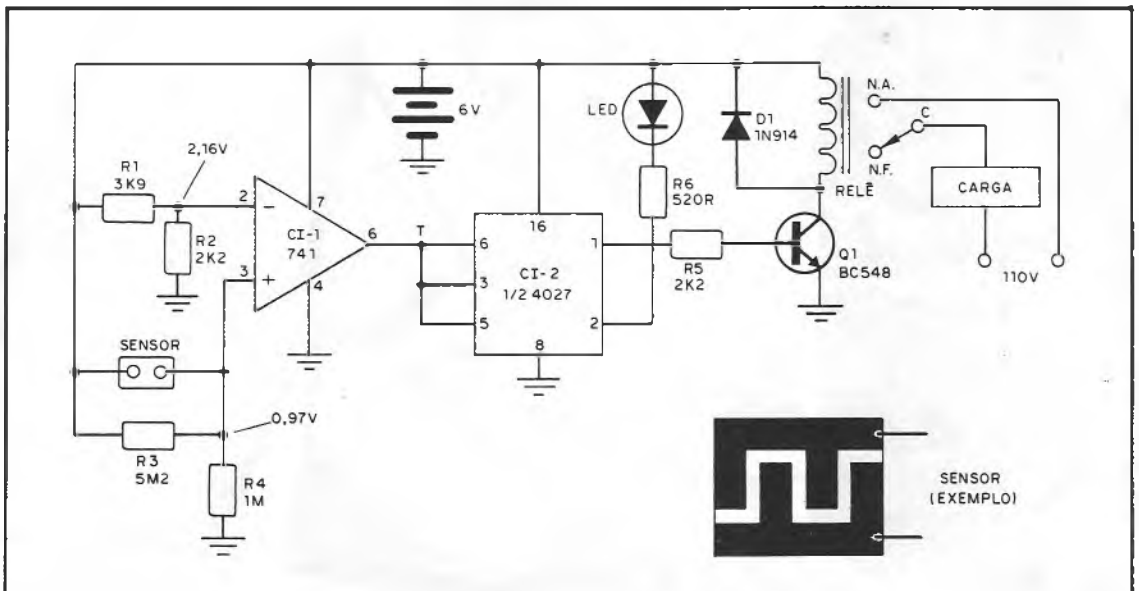 6V
LED
D1
1N914
N.A.
C
N.F.
RELÊ
CARGA
110V
R1
3K9
2,16V
2
7
R2
2K2
3
CI-1
741
6
4
T
6
3
5
16
CI-2
1/2 4027
8
1
2
R6
520R
R5
2K2
Q1
BC548
SENSOR
0,97V
R3
5M2
R4
1M
SENSOR
(EXEMPLO)